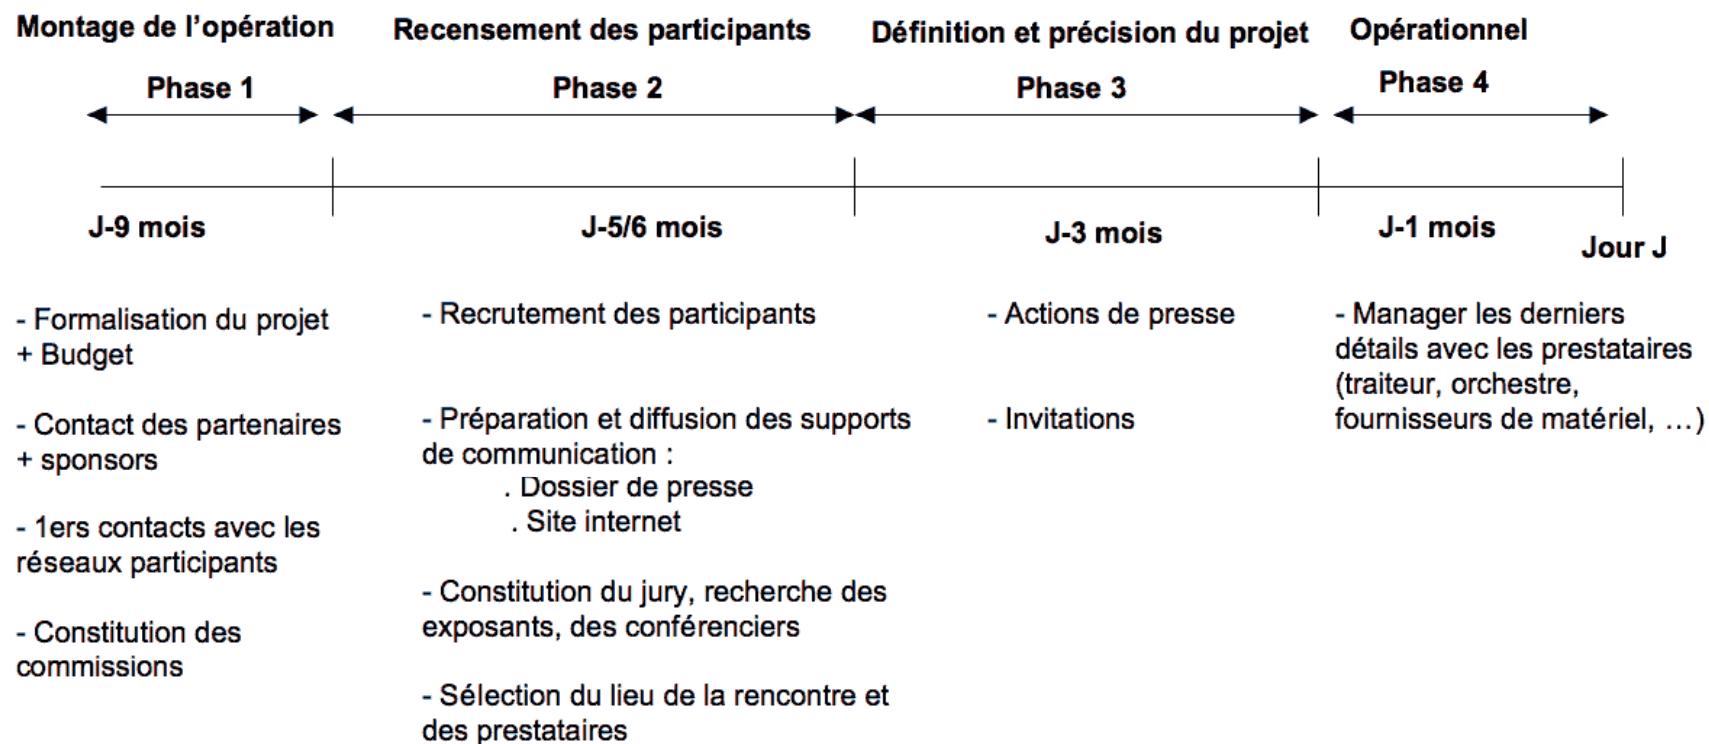 Montage de l'opération
Recensement des participants
Définition et précision du projet
Opérationnel
Phase 1
Phase 2
Phase 3
Phase 4
J-9 mois
J-5/6 mois
J-3 mois
J-1 mois
Jour J
- Formalisation du projet
+ Budget
- Contact des partenaires
+ sponsors
- 1ers contacts avec les
réseaux participants
- Constitution des
commissions
- Recrutement des participants
- Préparation et diffusion des supports
de communication :
. Dossier de presse
. Site internet
- Constitution du jury, recherche des
exposants, des conférenciers
- Sélection du lieu de la rencontre et
des prestataires
- Actions de presse
- Invitations
- Manager les derniers
détails avec les prestataires
(traiteur, orchestre,
fournisseurs de matériel, …)